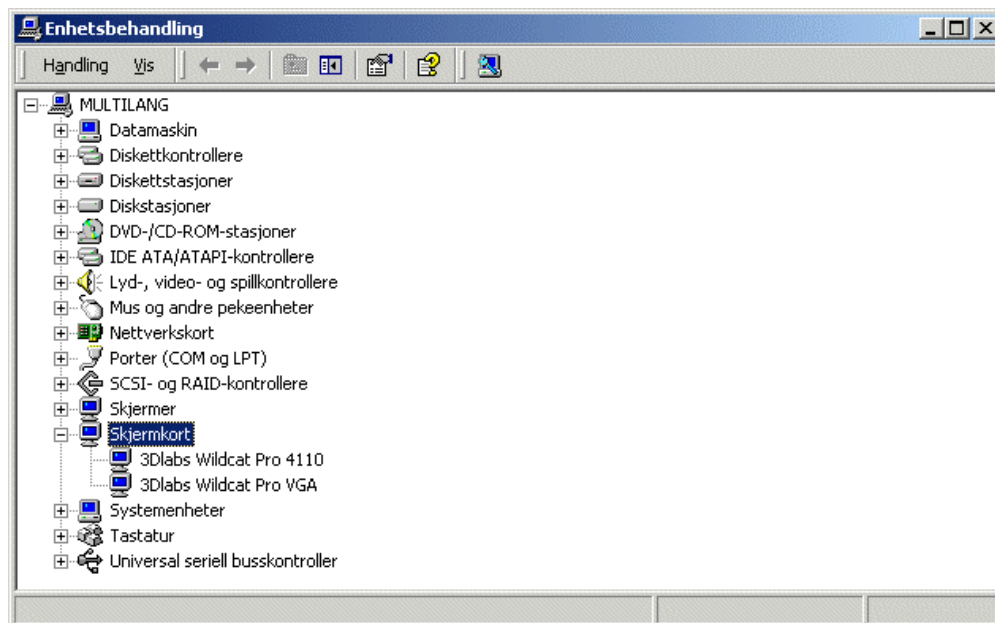 Enhetsbehandling
Handling Vis
MULTILANG
Datamaskin
Diskettkontrollere
Diskettstasjoner
Diskstasjoner
DVD-/CD-ROM-stasjoner
IDE ATA/ATAPI-kontrollere
Lyd-, video- og spillkontrollere
Mus og andre pekeenheter
Nettverkskort
Porter (COM og LPT)
SCSI- og RAID-kontrollere
Skjermer
Skjermkort
3Dlabs Wildcat Pro 4110
3Dlabs Wildcat Pro VGA
Systemenheter
Tastatur
Universal seriell busskontroller